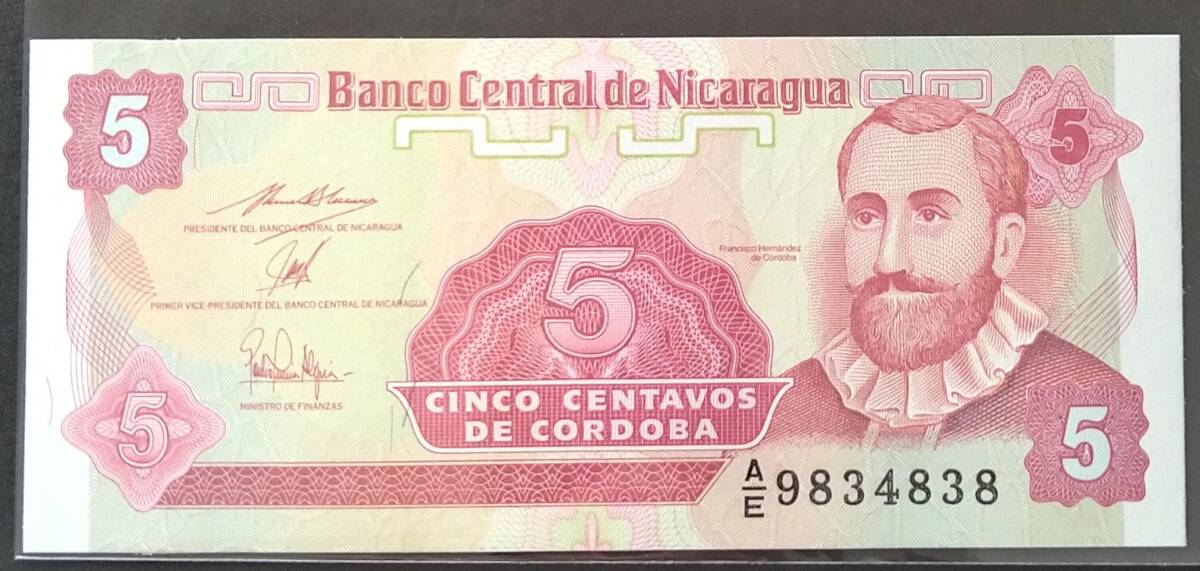 Banco Central de Nicaragua
5
5
PRESIDENTE DEL BANCO CENTRAL DE NICARAGUA
PRIMER VICE-PRESIDENTE DEL BANCO CENTRAL DE NICARAGUA
MINISTRO DE FINANZAS
5
Francisco Hernández
de Córdoba
5
CINCO CENTAVOS
DE CORDOBA
5
A/E 9834838